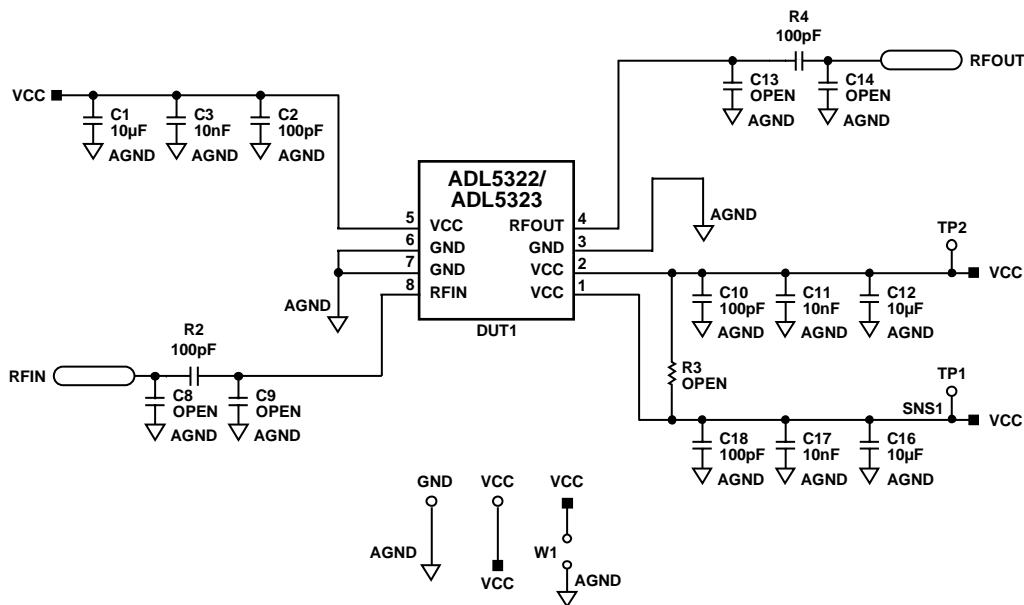 R4
100pF
RFOUT
C13
OPEN
AGND
C14
OPEN
AGND
VCC
C1
10µF
AGND
C3
10nF
AGND
C2
100pF
AGND
ADL5322/
ADL5323
5
VCC
6
GND
7
GND
8
RFIN
RFOUT
4
GND
3
VCC
2
VCC
1
DUT1
AGND
AGND
TP2
VCC
C10
100pF
AGND
C11
10nF
AGND
C12
10µF
AGND
R2
100pF
RFIN
C8
OPEN
AGND
C9
OPEN
AGND
R3
OPEN
TP1
SNS1
VCC
C18
100pF
AGND
C17
10nF
AGND
C16
10µF
AGND
GND
AGND
VCC
VCC
VCC
W1
AGND